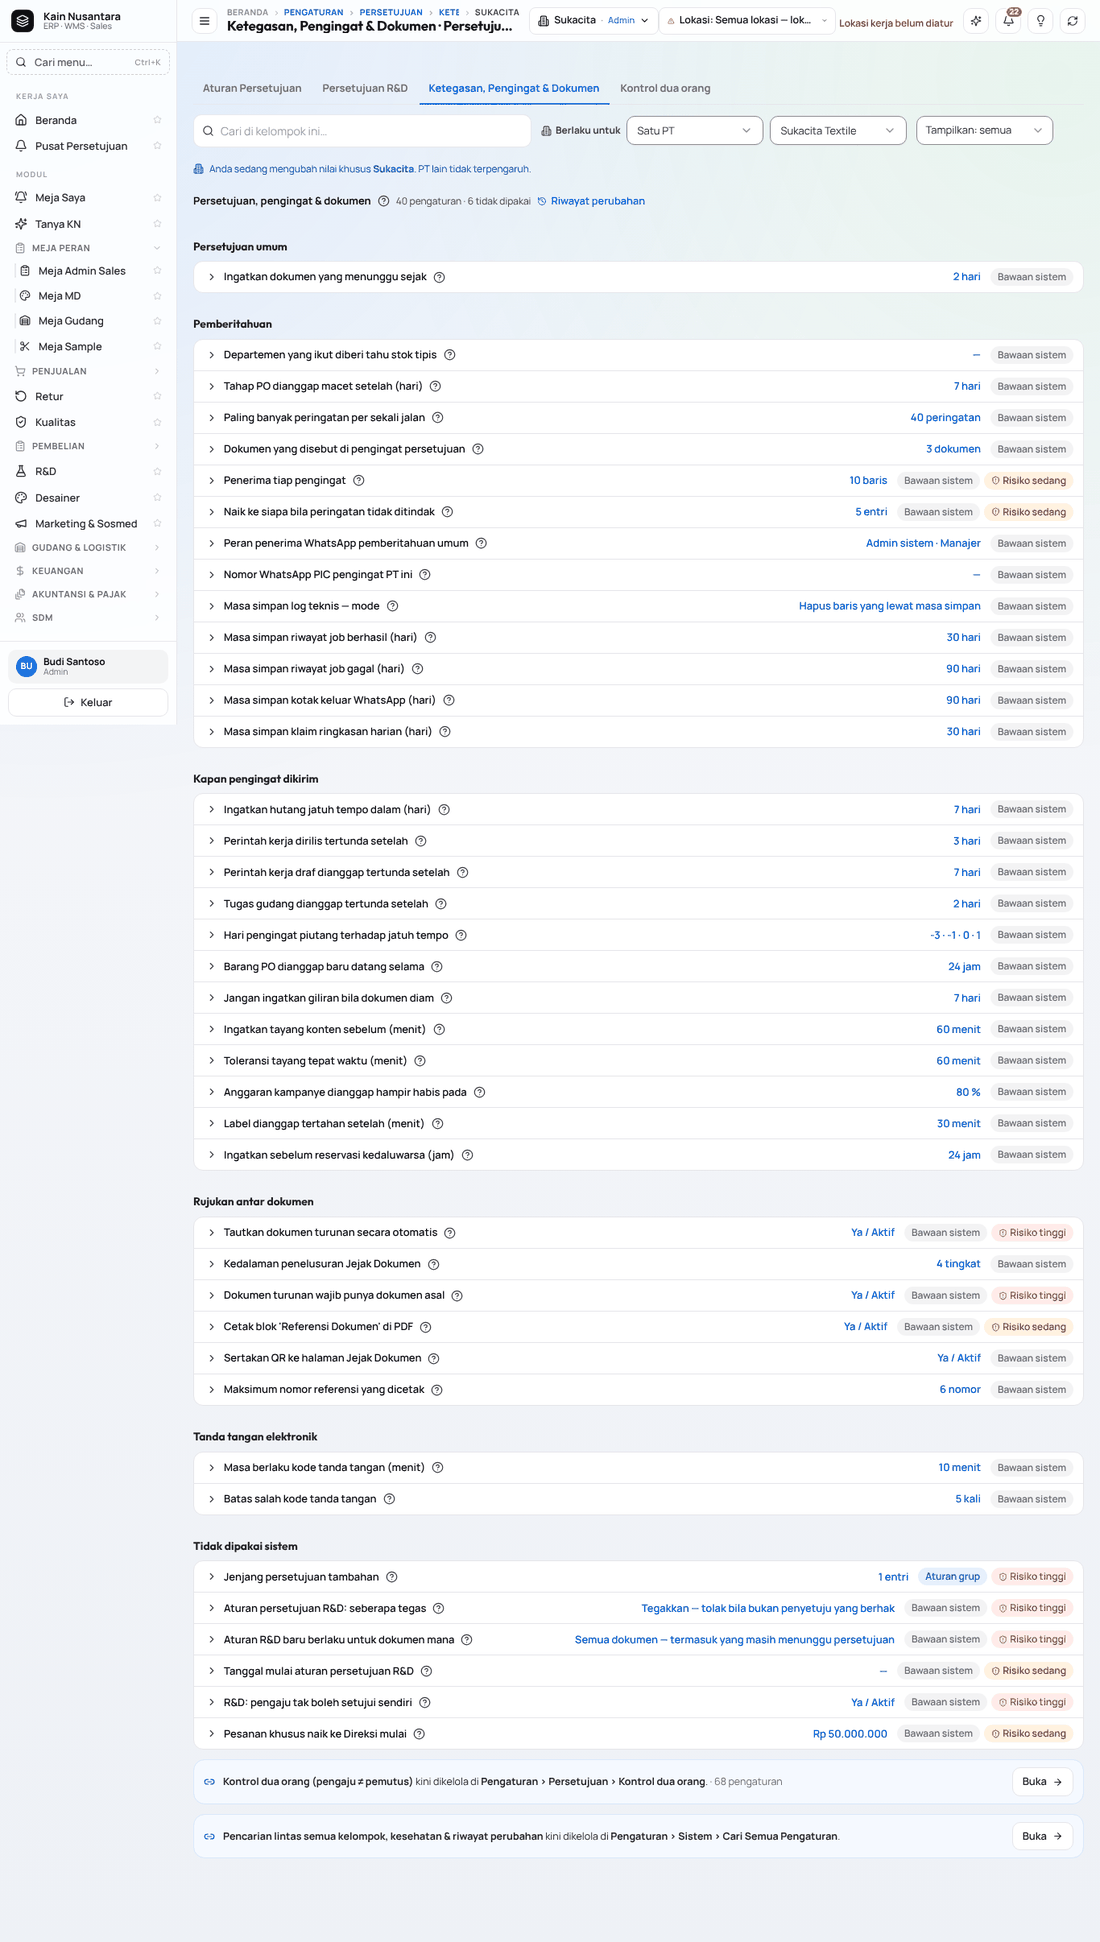 Kain Nusantara
ERP · WMS · Sales
Cari menu... Ctrl+K
KERJA SAYA
Beranda
Pusat Persetujuan
MODUL
Meja Saya
Tanya KN
MEJA PERAN
Meja Admin Sales
Meja MD
Meja Gudang
Meja Sample
PENJUALAN
Retur
Kualitas
PEMBELIAN
R&D
Desainer
Marketing & Sosmed
GUDANG & LOGISTIK
KEUANGAN
AKUNTANSI & PAJAK
SDM
BU Budi Santoso
Admin
Keluar
BERANDA › PENGATURAN › PERSETUJUAN › KETE › SUKACITA
Ketegasan, Pengingat & Dokumen · Persetuju...
Sukacita · Admin
Lokasi: Semua lokasi — lok...
Lokasi kerja belum diatur
22
Aturan Persetujuan Persetujuan R&D Ketegasan, Pengingat & Dokumen Kontrol dua orang
Cari di kelompok ini... Berlaku untuk Satu PT Sukacita Textile Tampilkan: semua
Anda sedang mengubah nilai khusus Sukacita. PT lain tidak terpengaruh.
Persetujuan, pengingat & dokumen 40 pengaturan · 6 tidak dipakai Riwayat perubahan
Persetujuan umum
Ingatkan dokumen yang menunggu sejak 2 hari Bawaan sistem
Pemberitahuan
Departemen yang ikut diberi tahu stok tipis — Bawaan sistem
Tahap PO dianggap macet setelah (hari) 7 hari Bawaan sistem
Paling banyak peringatan per sekali jalan 40 peringatan Bawaan sistem
Dokumen yang disebut di pengingat persetujuan 3 dokumen Bawaan sistem
Penerima tiap pengingat 10 baris Bawaan sistem Risiko sedang
Naik ke siapa bila peringatan tidak ditindak 5 entri Bawaan sistem Risiko sedang
Peran penerima WhatsApp pemberitahuan umum Admin sistem · Manajer Bawaan sistem
Nomor WhatsApp PIC pengingat PT ini — Bawaan sistem
Masa simpan log teknis — mode Hapus baris yang lewat masa simpan Bawaan sistem
Masa simpan riwayat job berhasil (hari) 30 hari Bawaan sistem
Masa simpan riwayat job gagal (hari) 90 hari Bawaan sistem
Masa simpan kotak keluar WhatsApp (hari) 90 hari Bawaan sistem
Masa simpan klaim ringkasan harian (hari) 30 hari Bawaan sistem
Kapan pengingat dikirim
Ingatkan hutang jatuh tempo dalam (hari) 7 hari Bawaan sistem
Perintah kerja dirilis tertunda setelah 3 hari Bawaan sistem
Perintah kerja draf dianggap tertunda setelah 7 hari Bawaan sistem
Tugas gudang dianggap tertunda setelah 2 hari Bawaan sistem
Hari pengingat piutang terhadap jatuh tempo -3 · -1 · 0 · 1 Bawaan sistem
Barang PO dianggap baru datang selama 24 jam Bawaan sistem
Jangan ingatkan giliran bila dokumen diam 7 hari Bawaan sistem
Ingatkan tayang konten sebelum (menit) 60 menit Bawaan sistem
Toleransi tayang tepat waktu (menit) 60 menit Bawaan sistem
Anggaran kampanye dianggap hampir habis pada 80 % Bawaan sistem
Label dianggap tertahan setelah (menit) 30 menit Bawaan sistem
Ingatkan sebelum reservasi kedaluwarsa (jam) 24 jam Bawaan sistem
Rujukan antar dokumen
Tautkan dokumen turunan secara otomatis Ya / Aktif Bawaan sistem Risiko tinggi
Kedalaman penelusuran Jejak Dokumen 4 tingkat Bawaan sistem
Dokumen turunan wajib punya dokumen asal Ya / Aktif Bawaan sistem Risiko tinggi
Cetak blok 'Referensi Dokumen' di PDF Ya / Aktif Bawaan sistem Risiko sedang
Sertakan QR ke halaman Jejak Dokumen Ya / Aktif Bawaan sistem
Maksimum nomor referensi yang dicetak 6 nomor Bawaan sistem
Tanda tangan elektronik
Masa berlaku kode tanda tangan (menit) 10 menit Bawaan sistem
Batas salah kode tanda tangan 5 kali Bawaan sistem
Tidak dipakai sistem
Jenjang persetujuan tambahan 1 entri Aturan grup Risiko tinggi
Aturan persetujuan R&D: seberapa tegas Tegakkan — tolak bila bukan penyetuju yang berhak Bawaan sistem Risiko tinggi
Aturan R&D baru berlaku untuk dokumen mana Semua dokumen — termasuk yang masih menunggu persetujuan Bawaan sistem Risiko tinggi
Tanggal mulai aturan persetujuan R&D — Bawaan sistem Risiko sedang
R&D: pengaju tak boleh setujui sendiri Ya / Aktif Bawaan sistem Risiko tinggi
Pesanan khusus naik ke Direksi mulai Rp 50.000.000 Bawaan sistem Risiko sedang
Kontrol dua orang (pengaju ≠ pemutus) kini dikelola di Pengaturan › Persetujuan › Kontrol dua orang. · 68 pengaturan Buka →
Pencarian lintas semua kelompok, kesehatan & riwayat perubahan kini dikelola di Pengaturan › Sistem › Cari Semua Pengaturan. Buka →